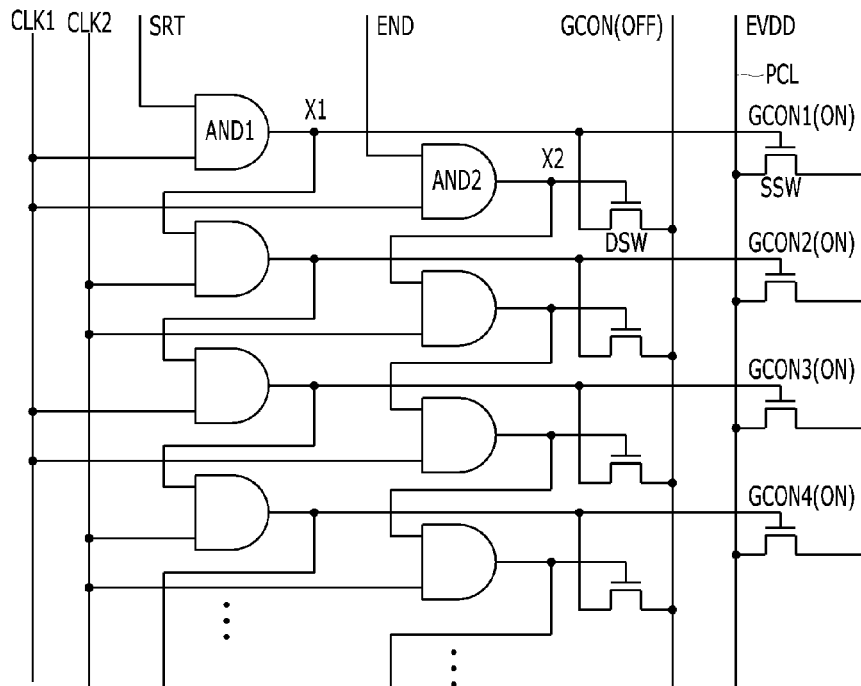 CLK1 CLK2 SRT END GCON(OFF) EVDD
PCL
X1 GCON1(ON)
AND1
X2
AND2
SSW
DSW
GCON2(ON)
GCON3(ON)
GCON4(ON)